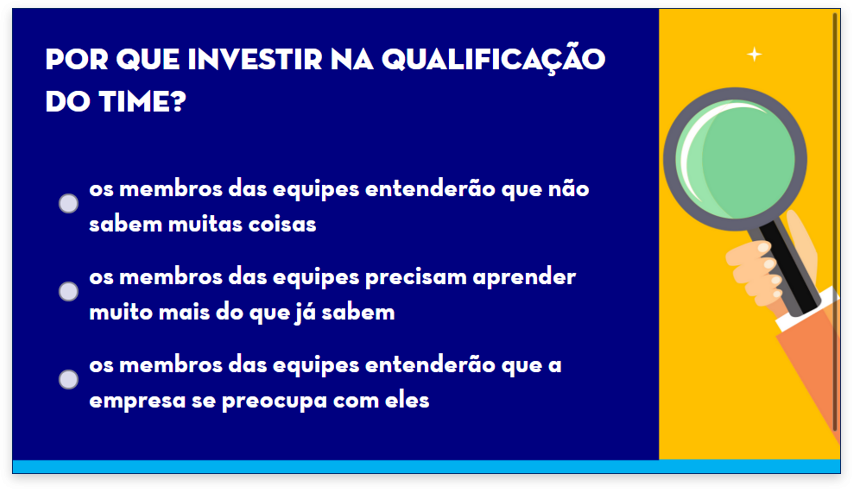 POR QUE INVESTIR NA QUALIFICAÇÃO
DO TIME?
os membros das equipes entenderão que não
sabem muitas coisas
os membros das equipes precisam aprender
muito mais do que já sabem
os membros das equipes entenderão que a
empresa se preocupa com eles